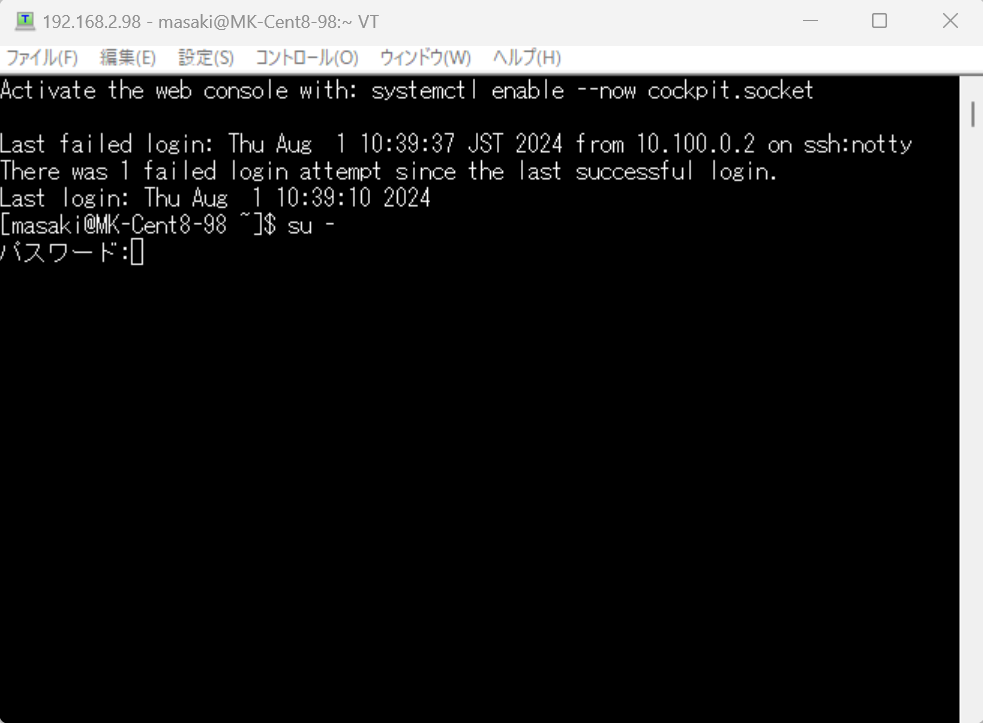 192.168.2.98 - masaki@MK-Cent8-98:~ VT
ファイル(F) 編集(E) 設定(S) コントロール(O) ウィンドウ(W) ヘルプ(H)
Activate the web console with: systemctl enable --now cockpit.socket
Last failed login: Thu Aug  1 10:39:37 JST 2024 from 10.100.0.2 on ssh:notty
There was 1 failed login attempt since the last successful login.
Last login: Thu Aug  1 10:39:10 2024
[masaki@MK-Cent8-98 ~]$ su -
パスワード: